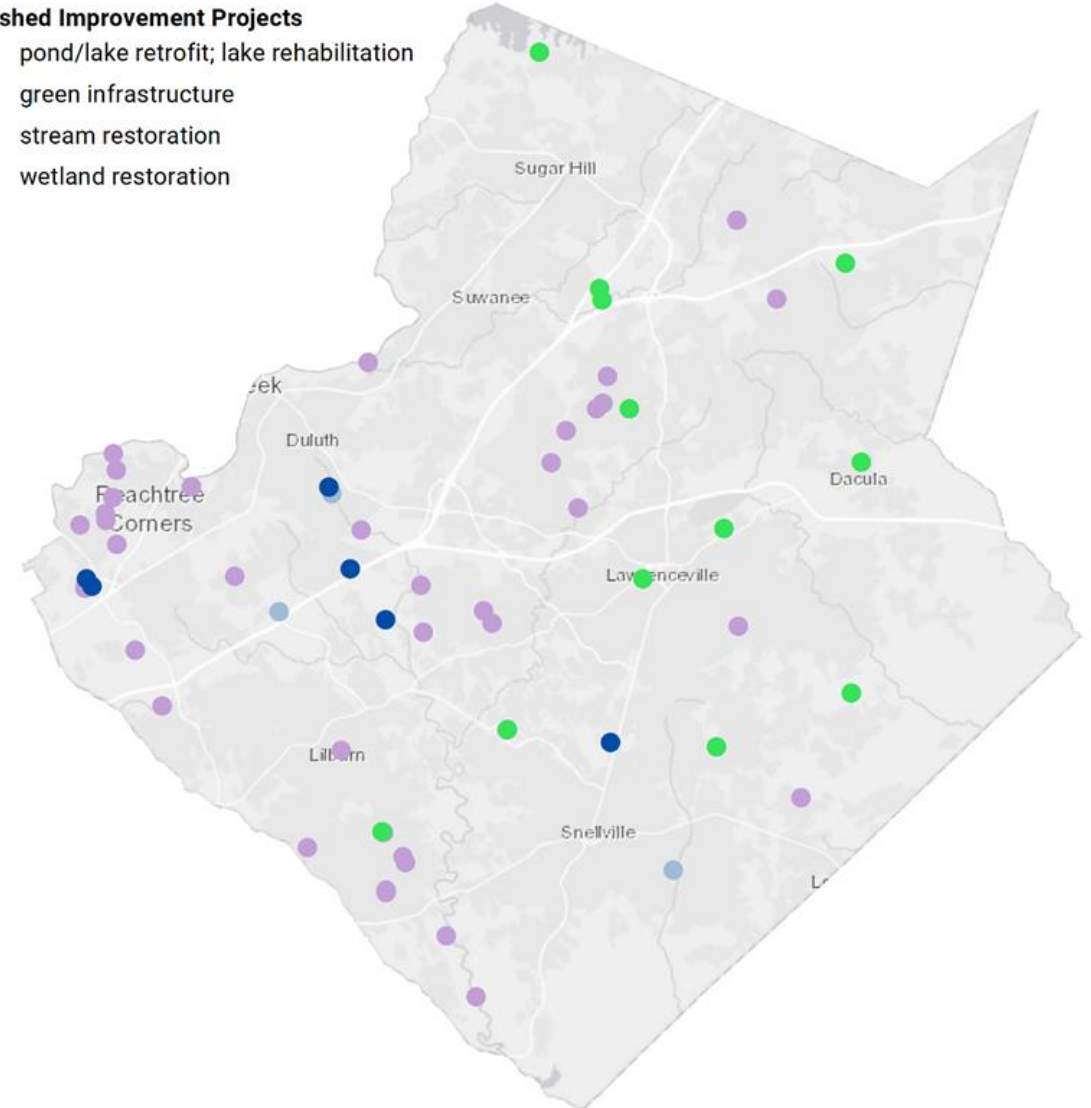 shed Improvement Projects
pond/lake retrofit; lake rehabilitation
green infrastructure
stream restoration
wetland restoration
Sugar Hill
Suwanee
eek
Duluth
Peachtree
Corners
Dacula
Lawrenceville
Lilburn
Snellville
Lo